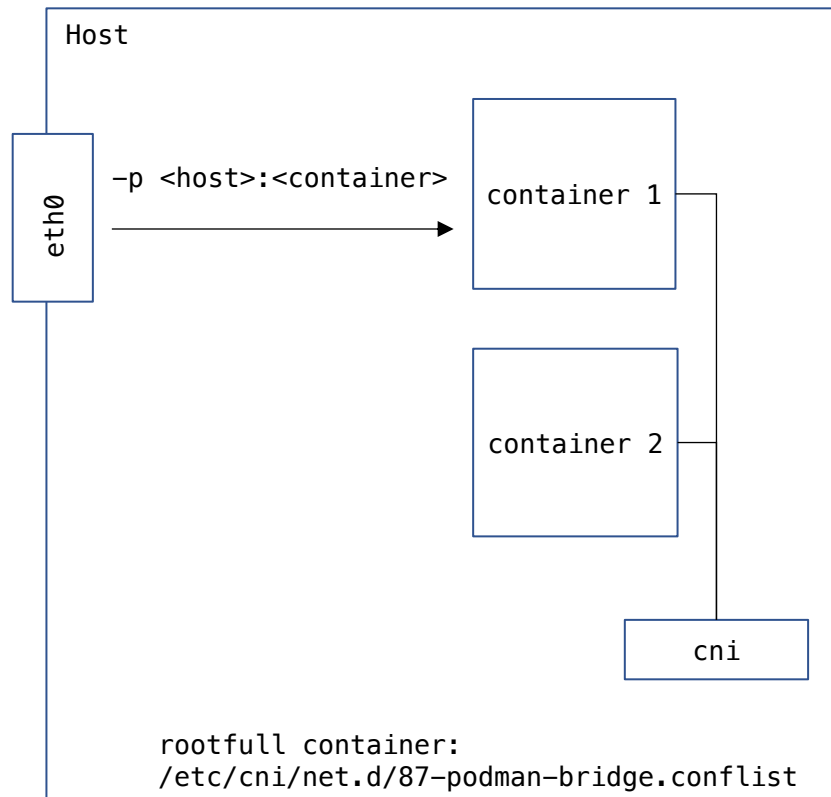 Host
eth0
–p <host>:<container>
container 1
container 2
cni
rootfull container:
/etc/cni/net.d/87-podman-bridge.conflist